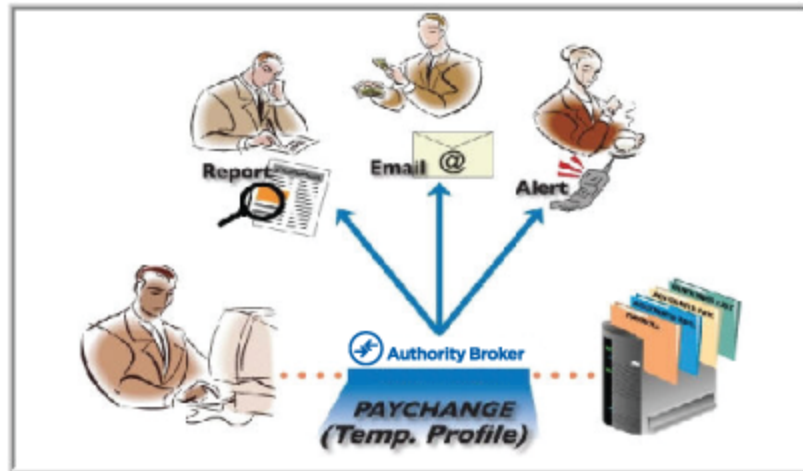 Report
Email
@
Alert
Authority Broker
PAYCHANGE
(Temp. Profile)